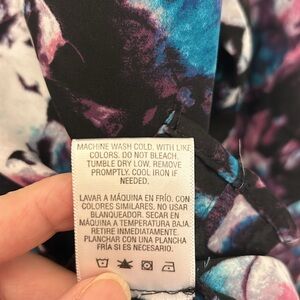 MACHINE WASH COLD, WITH LIKE
COLORS. DO NOT BLEACH,
TUMBLE DRY LOW, REMOVE
PROMPTLY. COOL IRON IF
NEEDED.
LAVAR A MÁQUINA EN FRÍO, CON
COLORES SIMILARES. NO USAR
BLANQUEADOR. SECAR EN
MÁQUINA A TEMPERATURA BAJA.
RETIRE INMEDIATAMENTE.
PLANCHAR CON UNA PLANCHA
FRÍA SI ES NECESARIO.